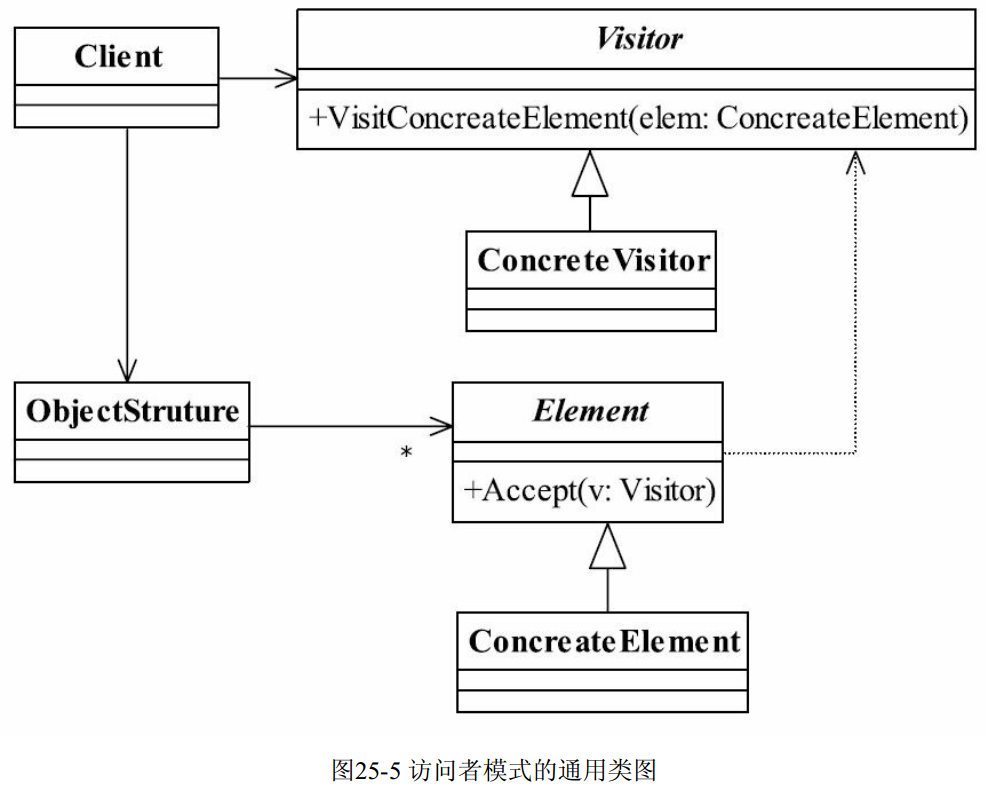 Client
Visitor
+VisitConcreateElement(elem: ConcreateElement)
ConcreteVisitor
ObjectStruture
*
Element
+Accept(v: Visitor)
ConcreateElement
图25-5 访问者模式的通用类图